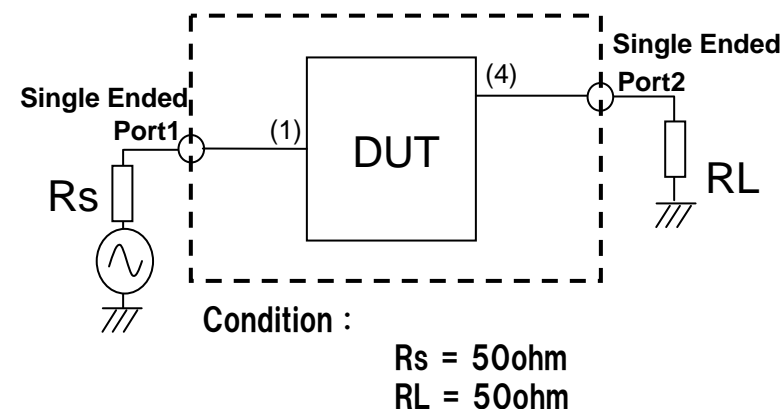 Single Ended
(4)
Port2
Single Ended
Port1
(1)
DUT
Rs
RL
Condition :
Rs = 50ohm
RL = 50ohm